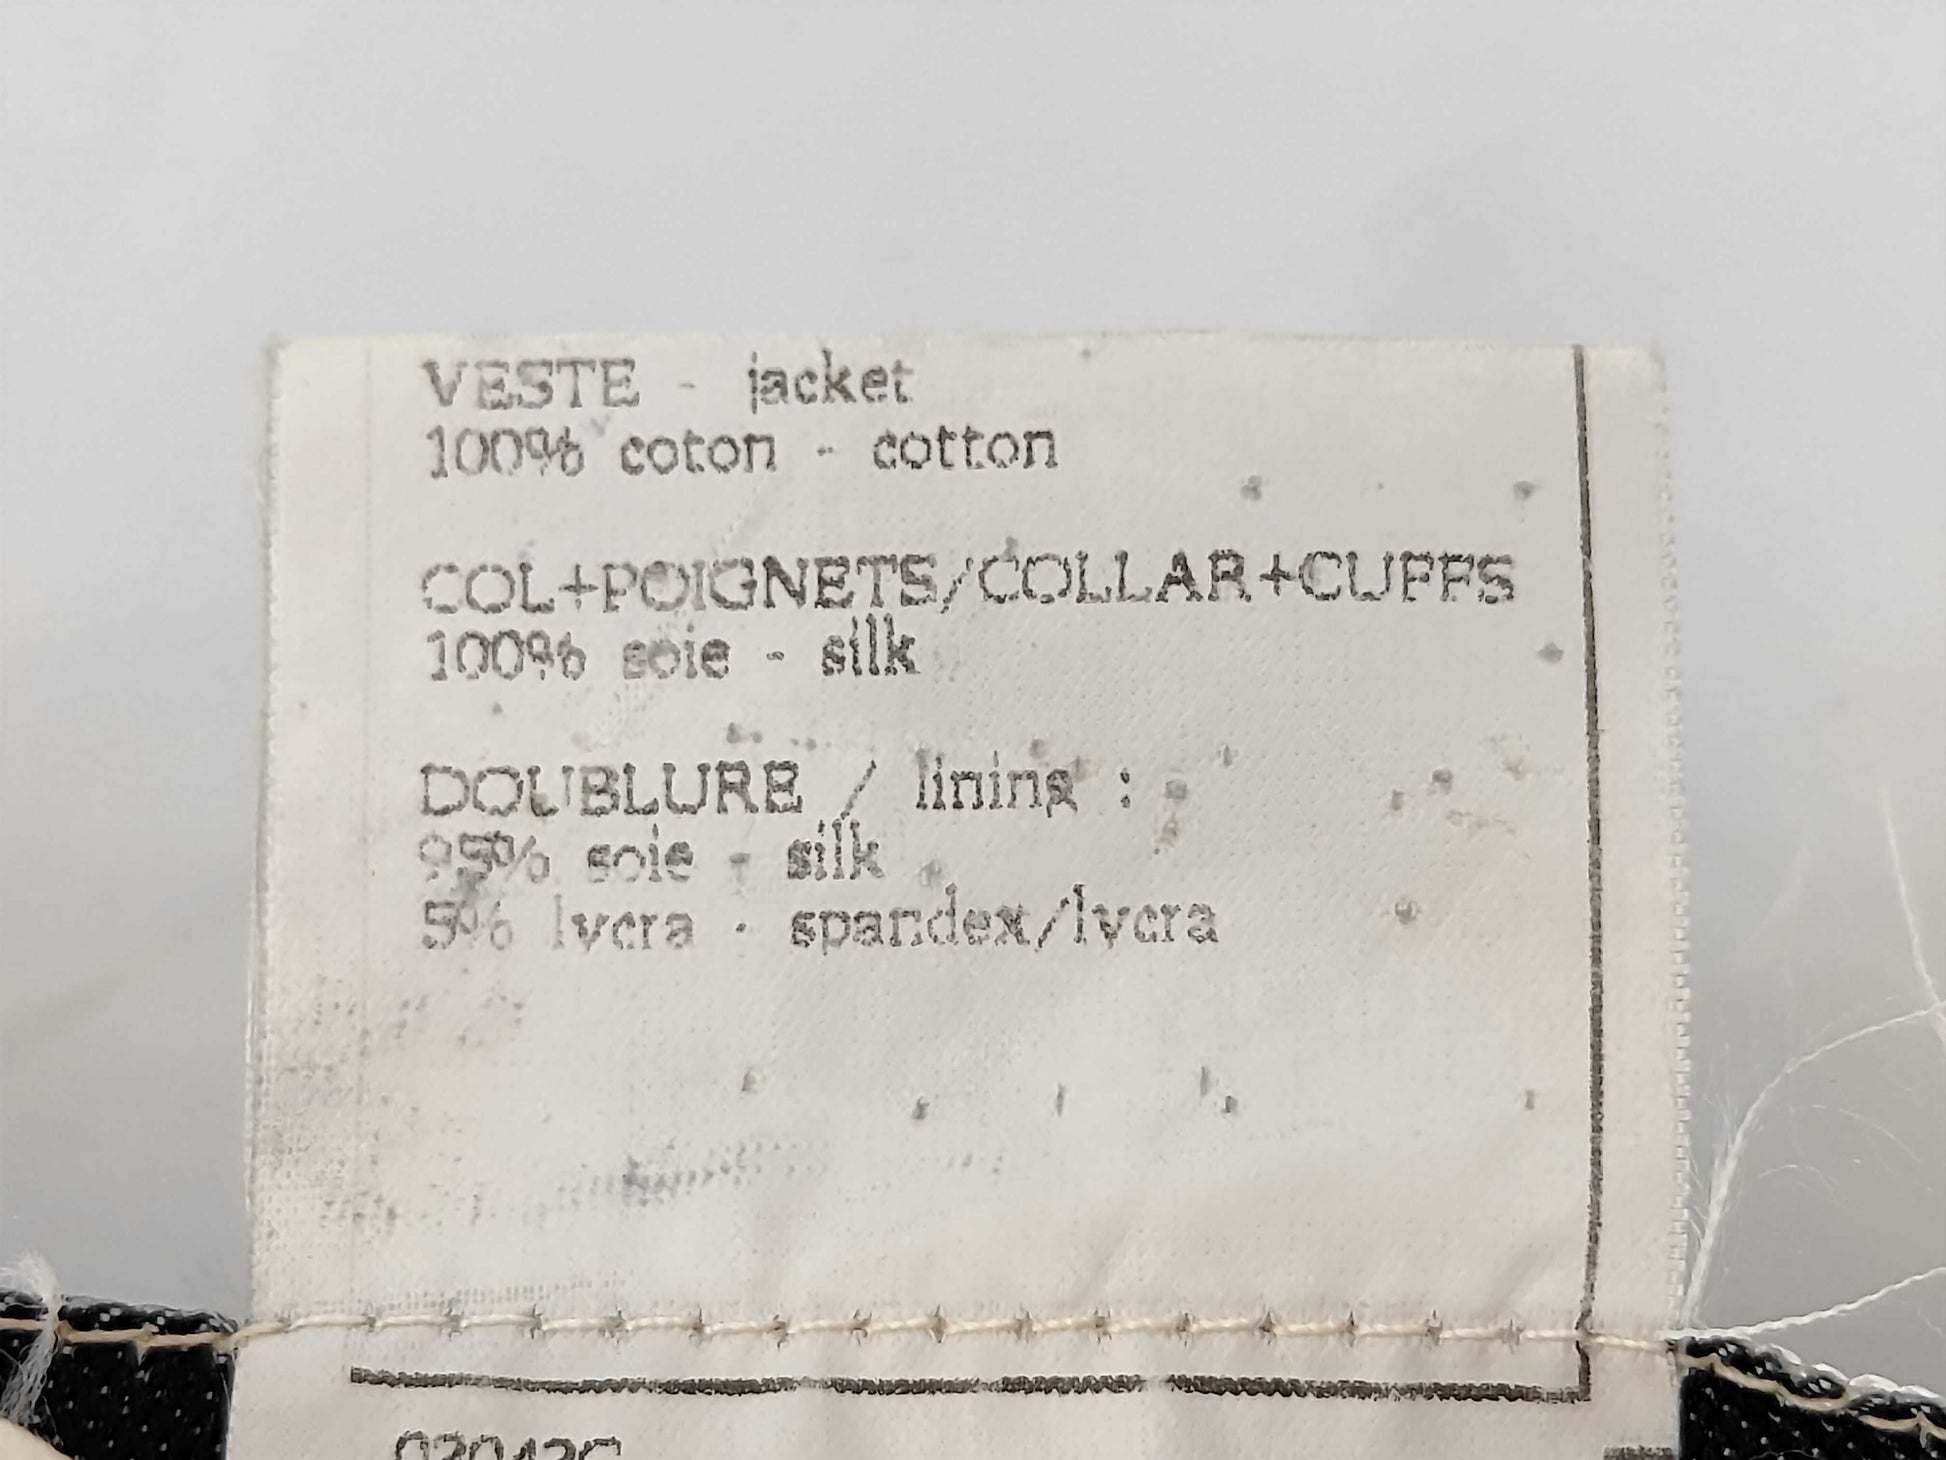 VESTE - jacket
100% coton - cotton
COL+POIGNETS/COLLAR+CUFFS
100% soie - silk
DOUBLURE / lining :
95% soie - silk
5% lycra - spandex/lycra